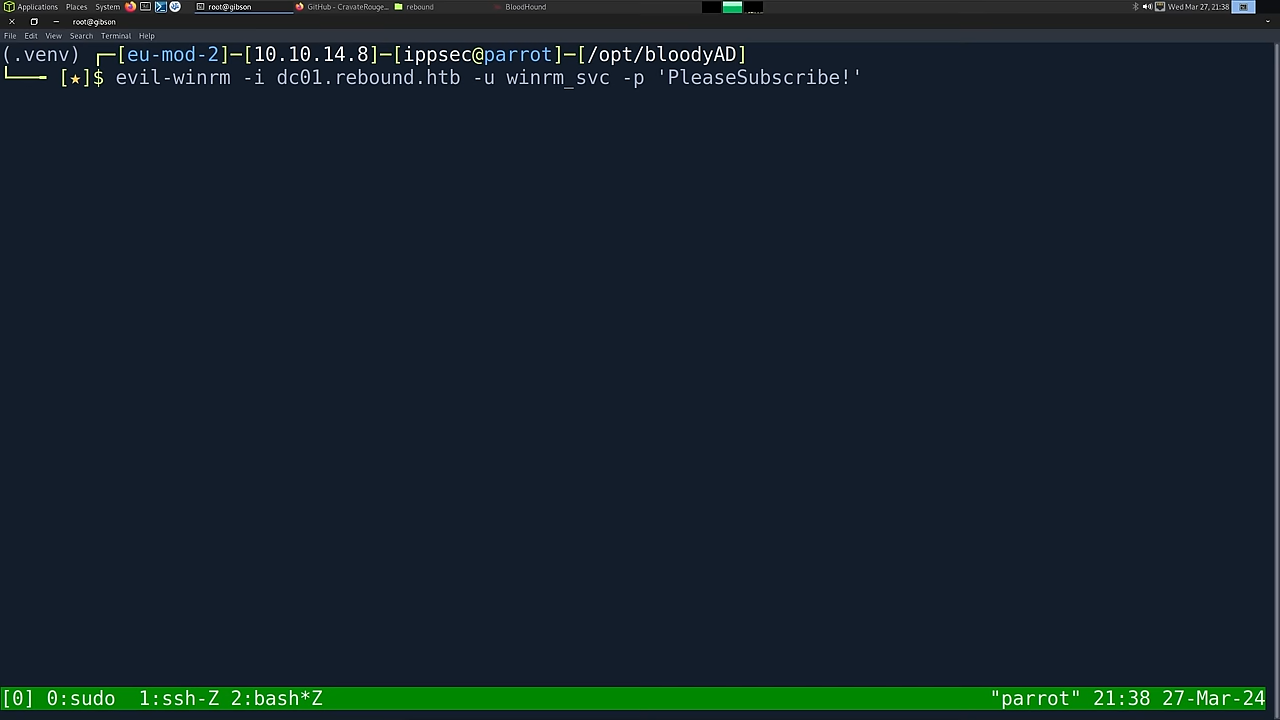 Applications Places System root@gibson GitHub - CravateRouge... rebound BloodHound Wed Mar 27, 21:38
root@gibson
File Edit View Search Terminal Help
(.venv) ┌─[eu-mod-2]─[10.10.14.8]─[ippsec@parrot]─[/opt/bloodyAD]
└──╼ [★]$ evil-winrm -i dc01.rebound.htb -u winrm_svc -p 'PleaseSubscribe!'
[0] 0:sudo 1:ssh-Z 2:bash*Z "parrot" 21:38 27-Mar-24